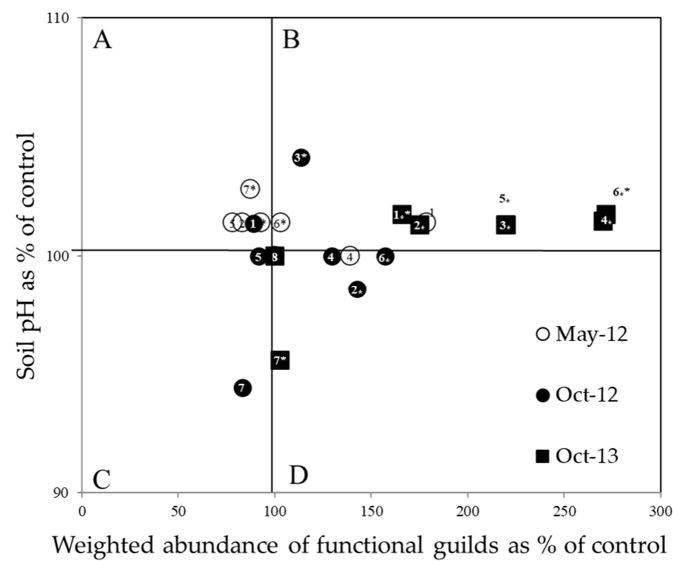 110
A
B
3*
7*
6₊*
5₊
1₊*
1
2₊
3₊
4₊
1
6*
100
5
8
4
4
6₊
2₊
May-12
7*
7
Oct-12
Oct-13
C
D
90
0 50 100 150 200 250 300
Soil pH as % of control
Weighted abundance of functional guilds as % of control